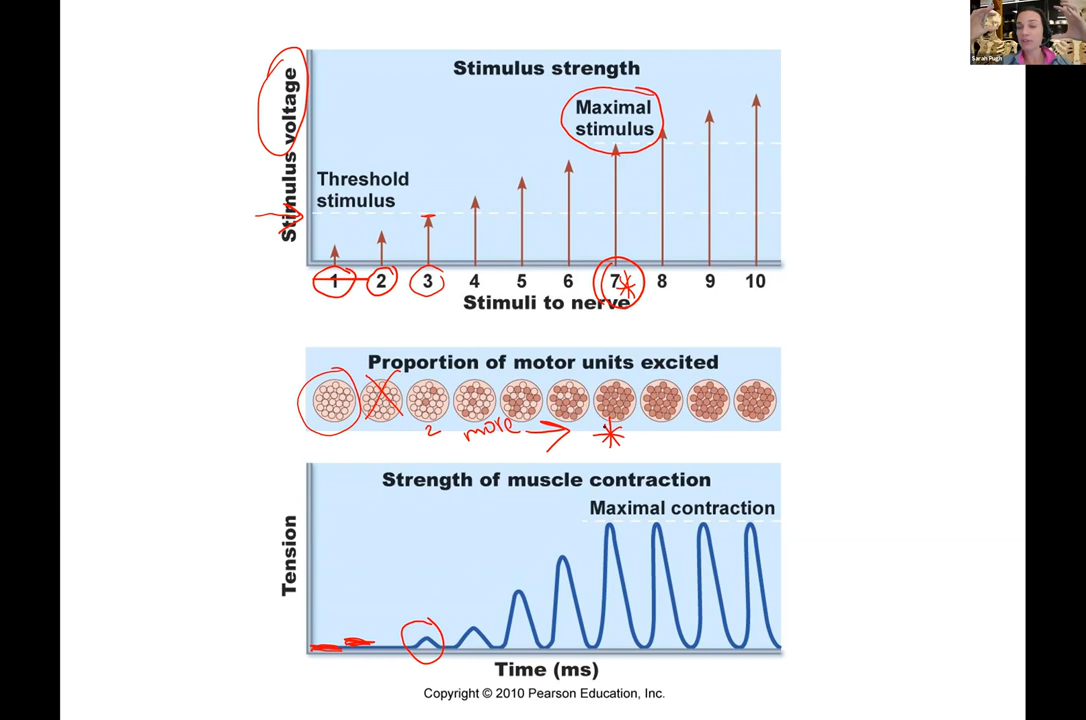 Sarah Pugh
Stimulus strength
Stimulus voltage
Maximal
stimulus
Threshold
stimulus
1 2 3 4 5 6 7* 8 9 10
Stimuli to nerve
Proportion of motor units excited
2 more → *
Strength of muscle contraction
Maximal contraction
Tension
Time (ms)
Copyright © 2010 Pearson Education, Inc.